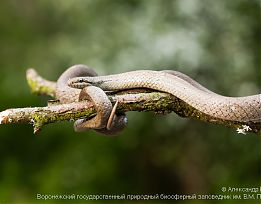 © Александр
Воронежский государственный природный биосферный заповедник им. В.М. П